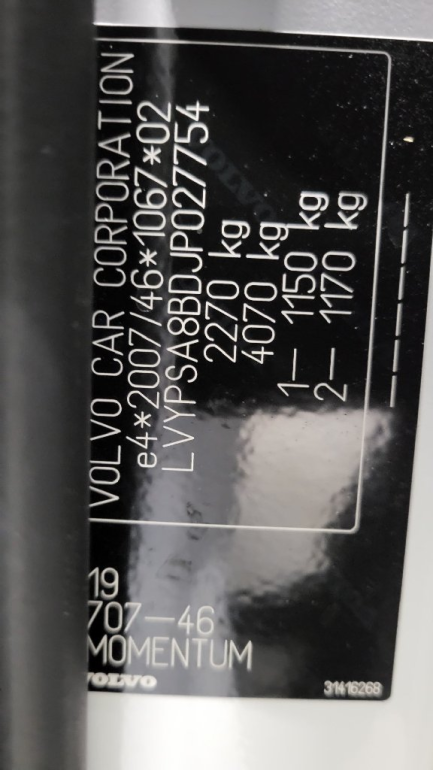 VOLVO CAR CORPORATION
e4*2007/46*1067*02
LVYPSA8BDJP027754
2270 kg
4070 kg
1— 1150 kg
2— 1170 kg
19
707—46
MOMENTUM
VOLVO
31416268